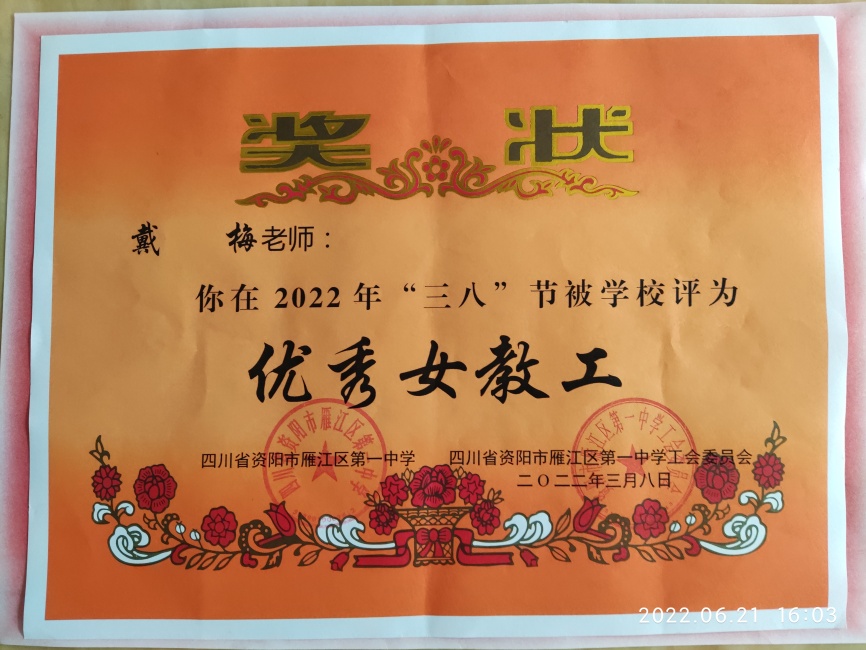 奖 状
戴 梅老师：
你在2022年“三八”节被学校评为
优秀女教工
四川省资阳市雁江区第一中学 四川省资阳市雁江区第一中学工会委员会
二〇二二年三月八日
2022.06.21 16:03